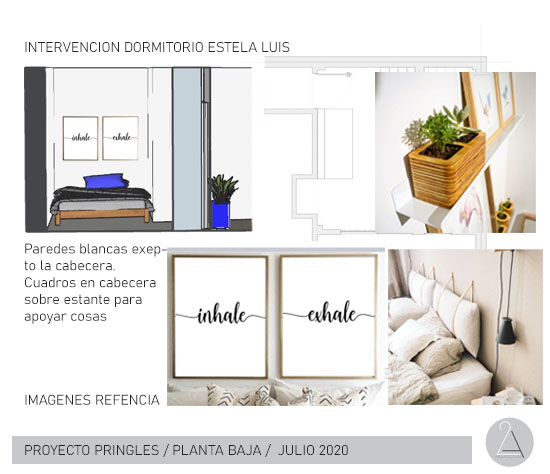 INTERVENCION DORMITORIO ESTELA LUIS
inhale
exhale
Paredes blancas exep-
to la cabecera.
Cuadros en cabecera
sobre estante para
apoyar cosas
inhale
exhale
IMAGENES REFENCIA
PROYECTO PRINGLES / PLANTA BAJA / JULIO 2020